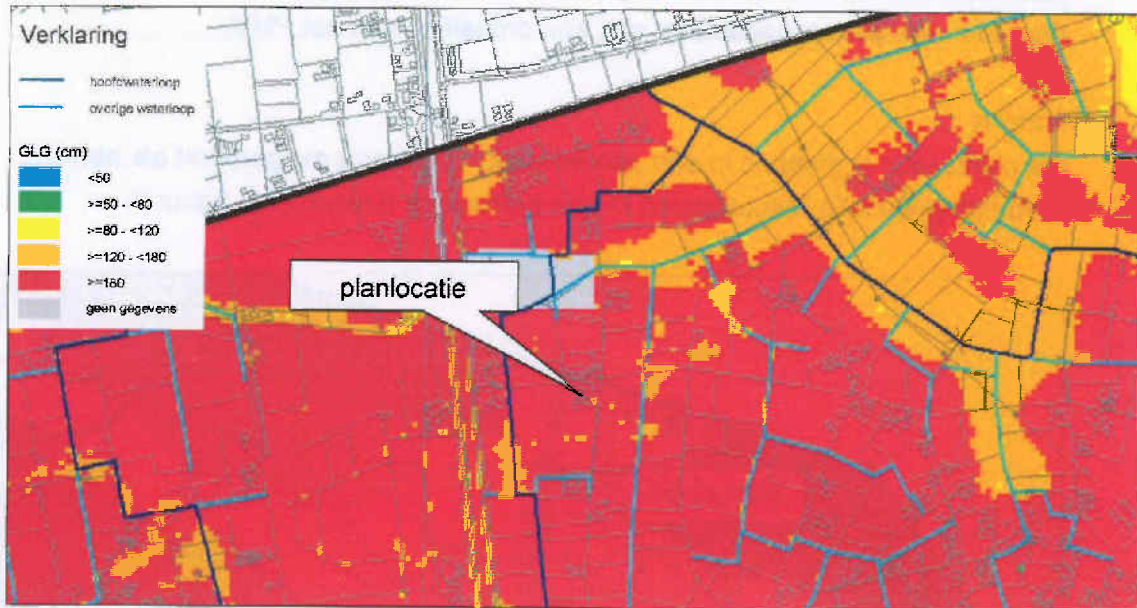 Verklaring
hoofdwaterloop
overige waterloop
GLG (cm)
<50
>=50 - <80
>=80 - <120
>=120 - <180
>=180
geen gegevens
planlocatie